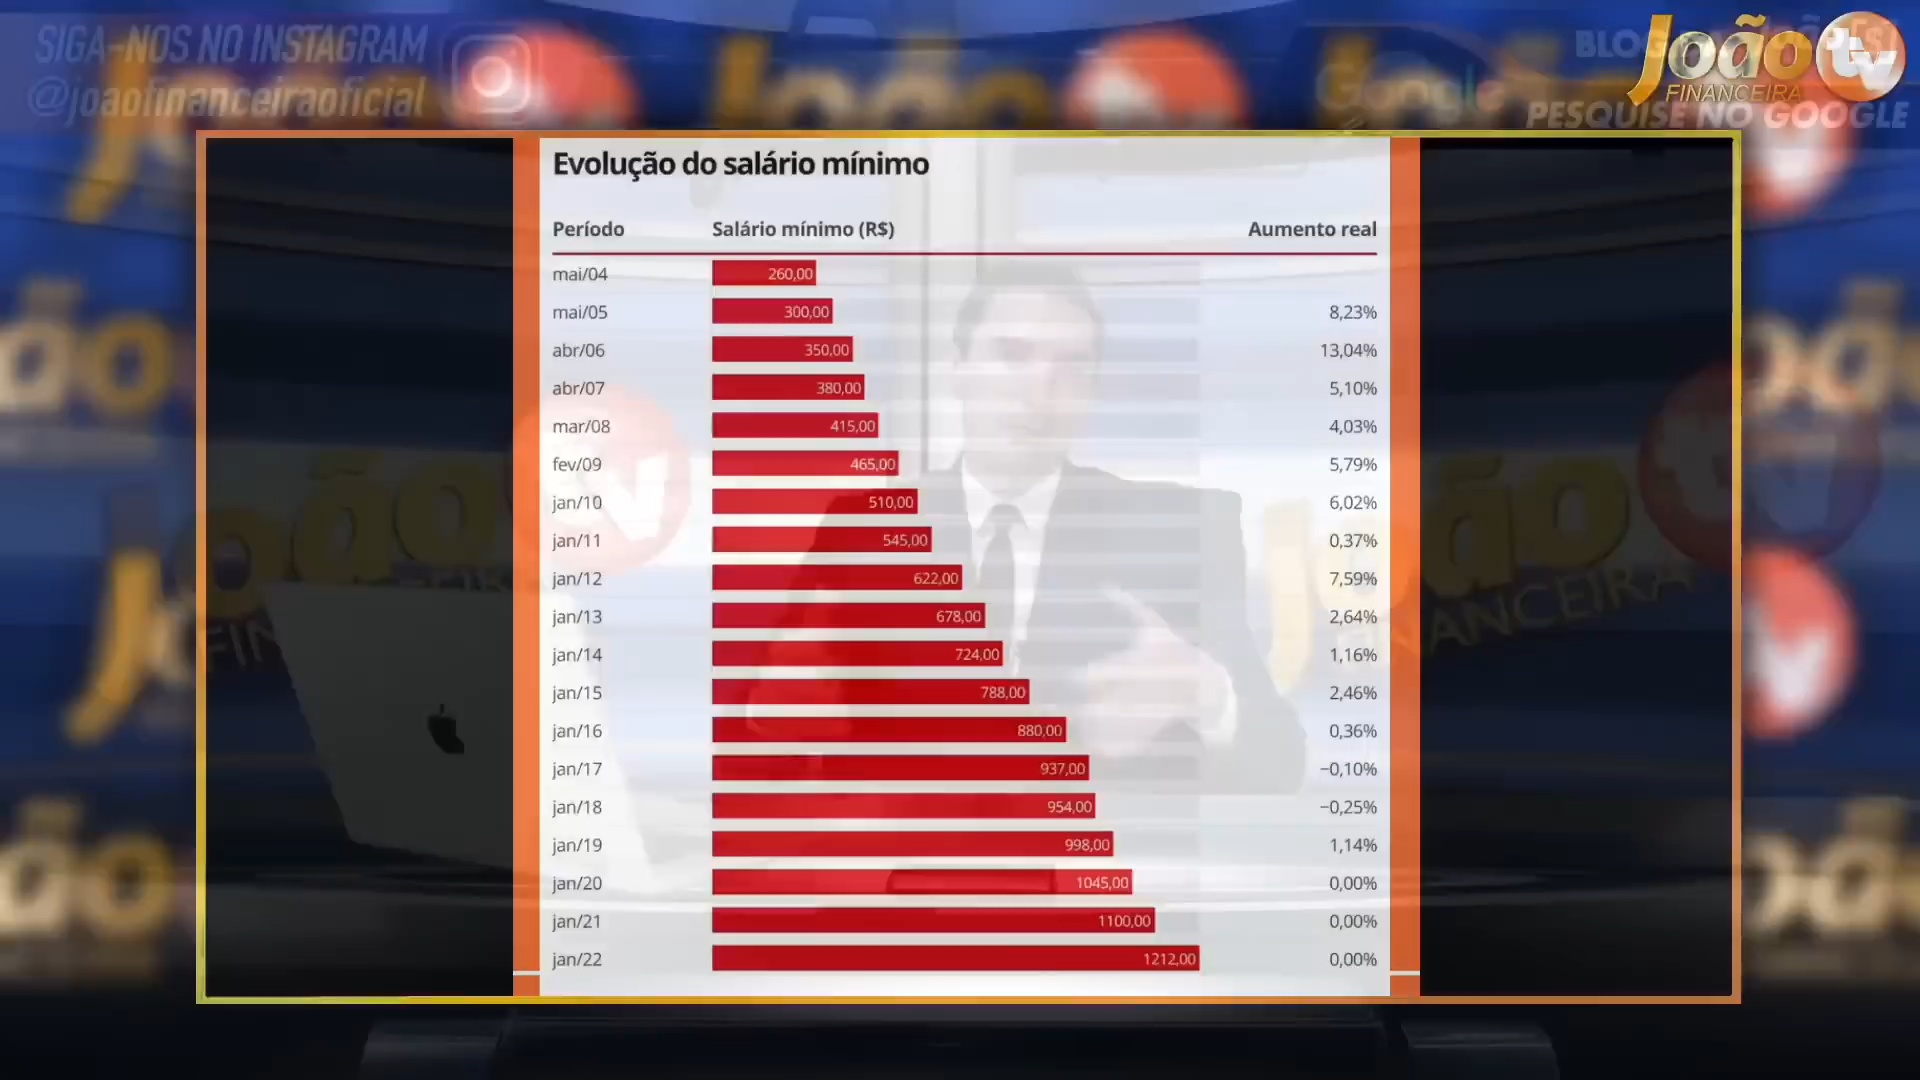 SIGA-NOS NO INSTAGRAM
@joaofinanceiraoficial
João tv
FINANCEIRA
Google
PESQUISE NO GOOGLE
Evolução do salário mínimo
Período Salário mínimo (R$) Aumento real
mai/04 260,00
mai/05 300,00 8,23%
abr/06 350,00 13,04%
abr/07 380,00 5,10%
mar/08 415,00 4,03%
fev/09 465,00 5,79%
jan/10 510,00 6,02%
jan/11 545,00 0,37%
jan/12 622,00 7,59%
jan/13 678,00 2,64%
jan/14 724,00 1,16%
jan/15 788,00 2,46%
jan/16 880,00 0,36%
jan/17 937,00 −0,10%
jan/18 954,00 −0,25%
jan/19 998,00 1,14%
jan/20 1045,00 0,00%
jan/21 1100,00 0,00%
jan/22 1212,00 0,00%